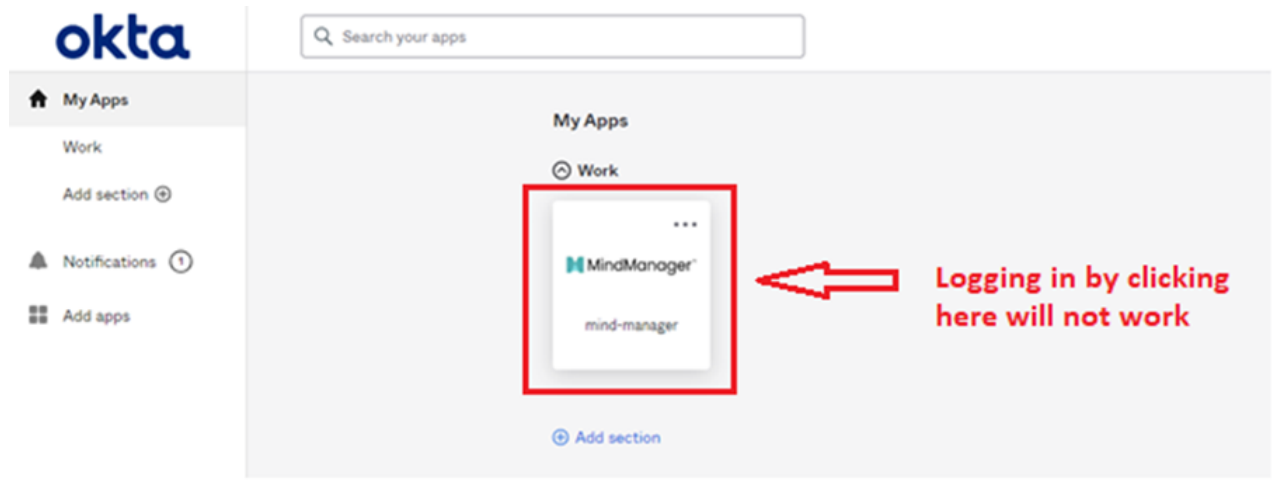 okta
Search your apps
My Apps
Work
Add section
Notifications 1
Add apps
My Apps
Work
...
MindManager™
mind-manager
Add section
Logging in by clicking
here will not work